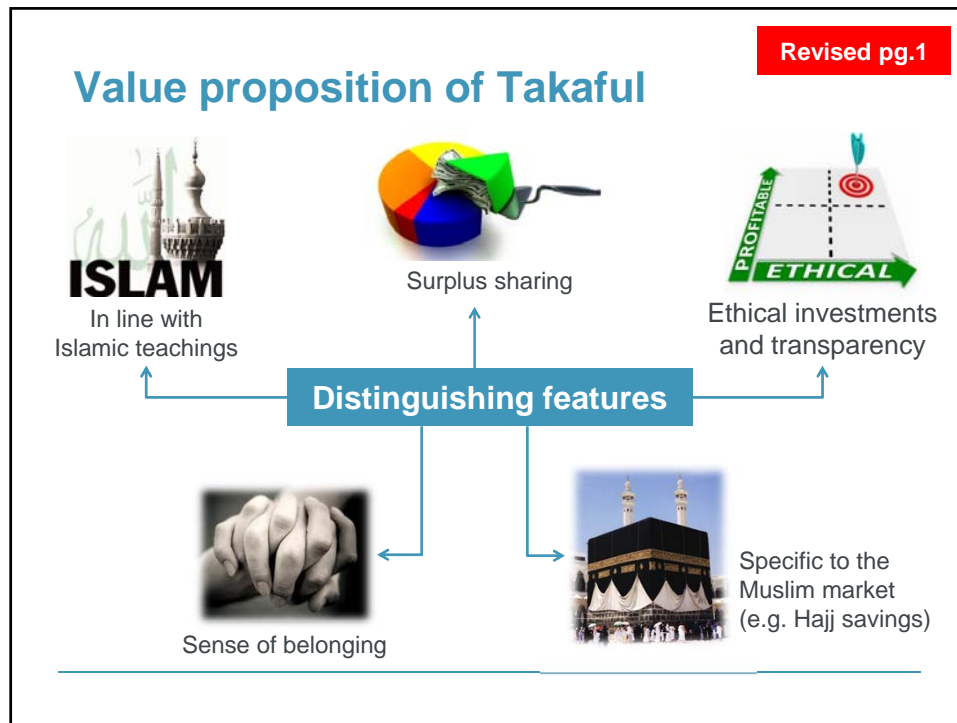 Revised pg.1
Value proposition of Takaful
الله
ISLAM
In line with
Islamic teachings
Surplus sharing
PROFITABLE
ETHICAL
Ethical investments
and transparency
Distinguishing features
Sense of belonging
Specific to the
Muslim market
(e.g. Hajj savings)